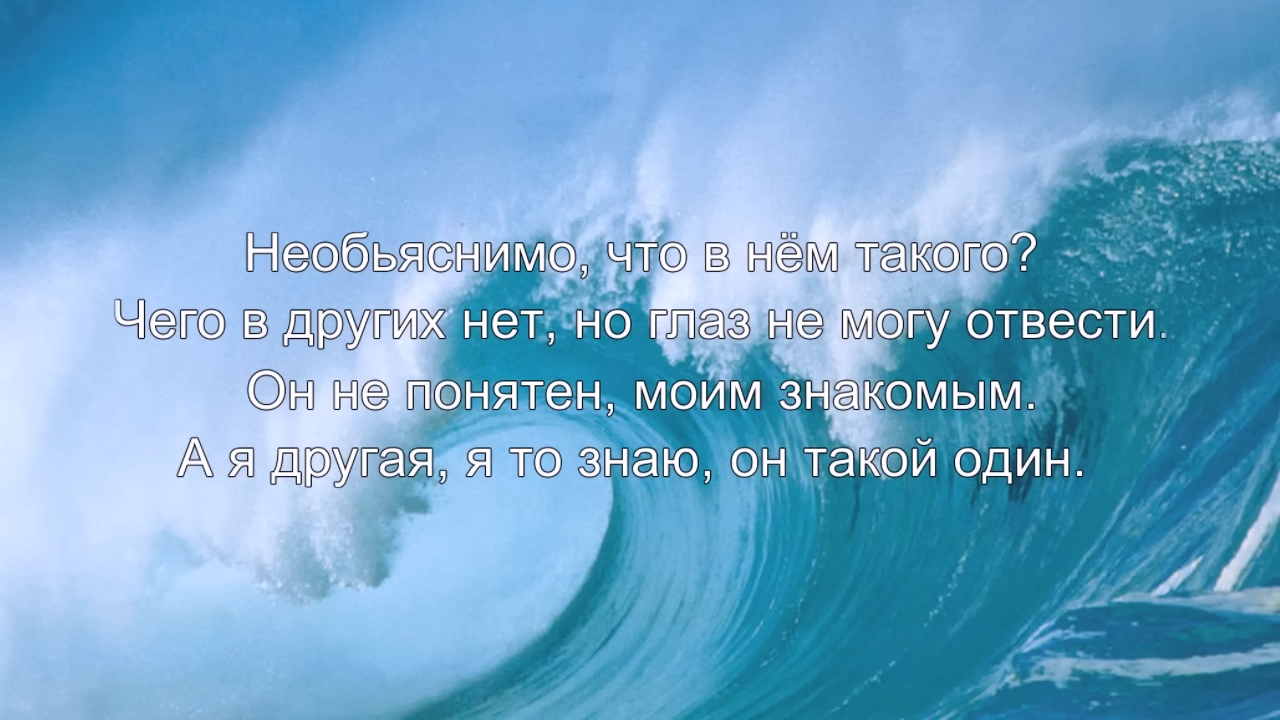 Необьяснимо, что в нём такого?
Чего в других нет, но глаз не могу отвести.
Он не понятен, моим знакомым.
А я другая, я то знаю, он такой один.